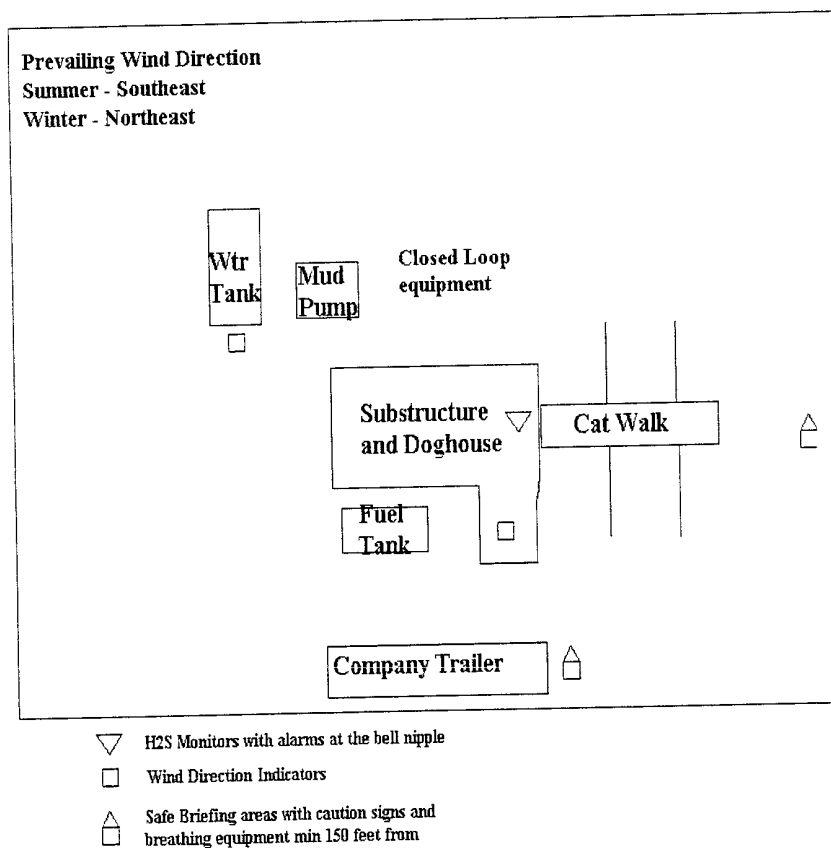 Prevailing Wind Direction
Summer - Southeast
Winter - Northeast
Wtr
Tank
Mud
Pump
Closed Loop
equipment
Substructure
and Doghouse
Cat Walk
Fuel
Tank
Company Trailer
H2S Monitors with alarms at the bell nipple
Wind Direction Indicators
Safe Briefing areas with caution signs and
breathing equipment min 150 feet from